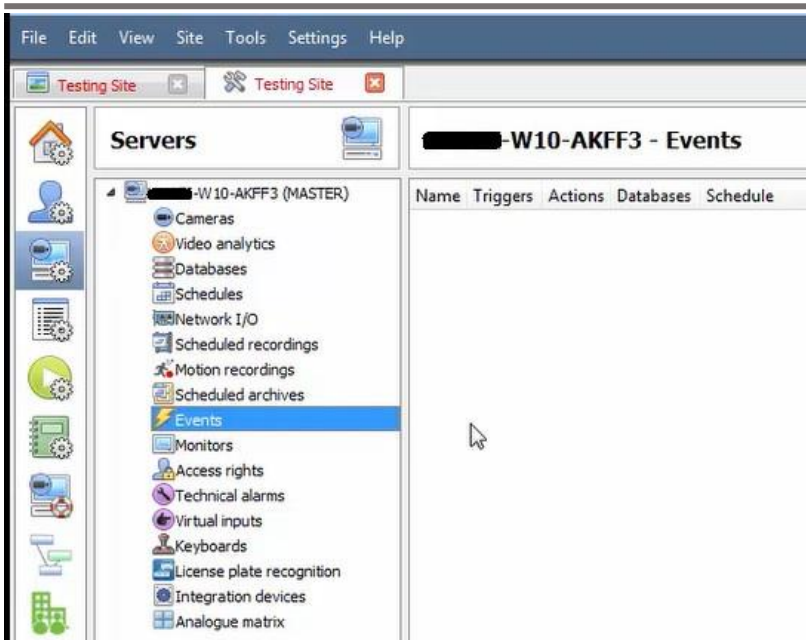 File Edit View Site Tools Settings Help
Testing Site Testing Site
Servers
-W10-AKFF3 - Events
-W10-AKFF3 (MASTER)
Name Triggers Actions Databases Schedule
Cameras
Video analytics
Databases
Schedules
Network I/O
Scheduled recordings
Motion recordings
Scheduled archives
Events
Monitors
Access rights
Technical alarms
Virtual inputs
Keyboards
License plate recognition
Integration devices
Analogue matrix